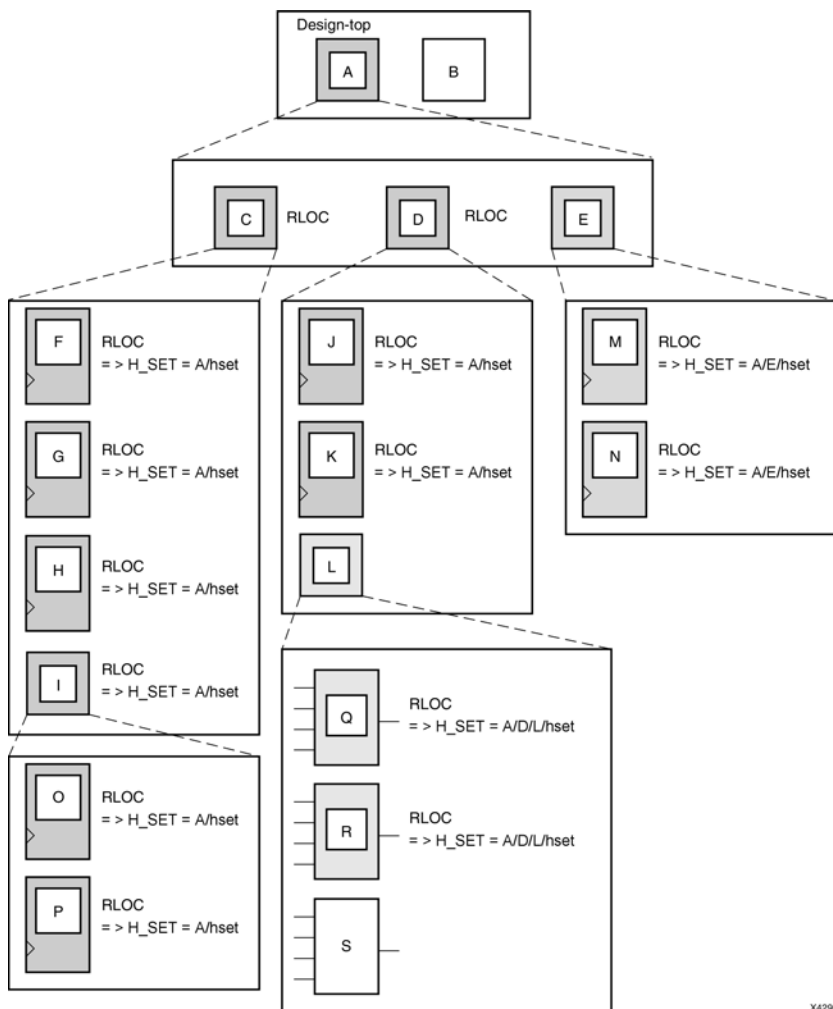 Design-top
A
B
C
RLOC
D
RLOC
E
F
RLOC
= > H_SET = A/hset
G
RLOC
= > H_SET = A/hset
H
RLOC
= > H_SET = A/hset
I
RLOC
= > H_SET = A/hset
J
RLOC
= > H_SET = A/hset
K
RLOC
= > H_SET = A/hset
L
M
RLOC
= > H_SET = A/E/hset
N
RLOC
= > H_SET = A/E/hset
O
RLOC
= > H_SET = A/hset
P
RLOC
= > H_SET = A/hset
Q
RLOC
= > H_SET = A/D/L/hset
R
RLOC
= > H_SET = A/D/L/hset
S